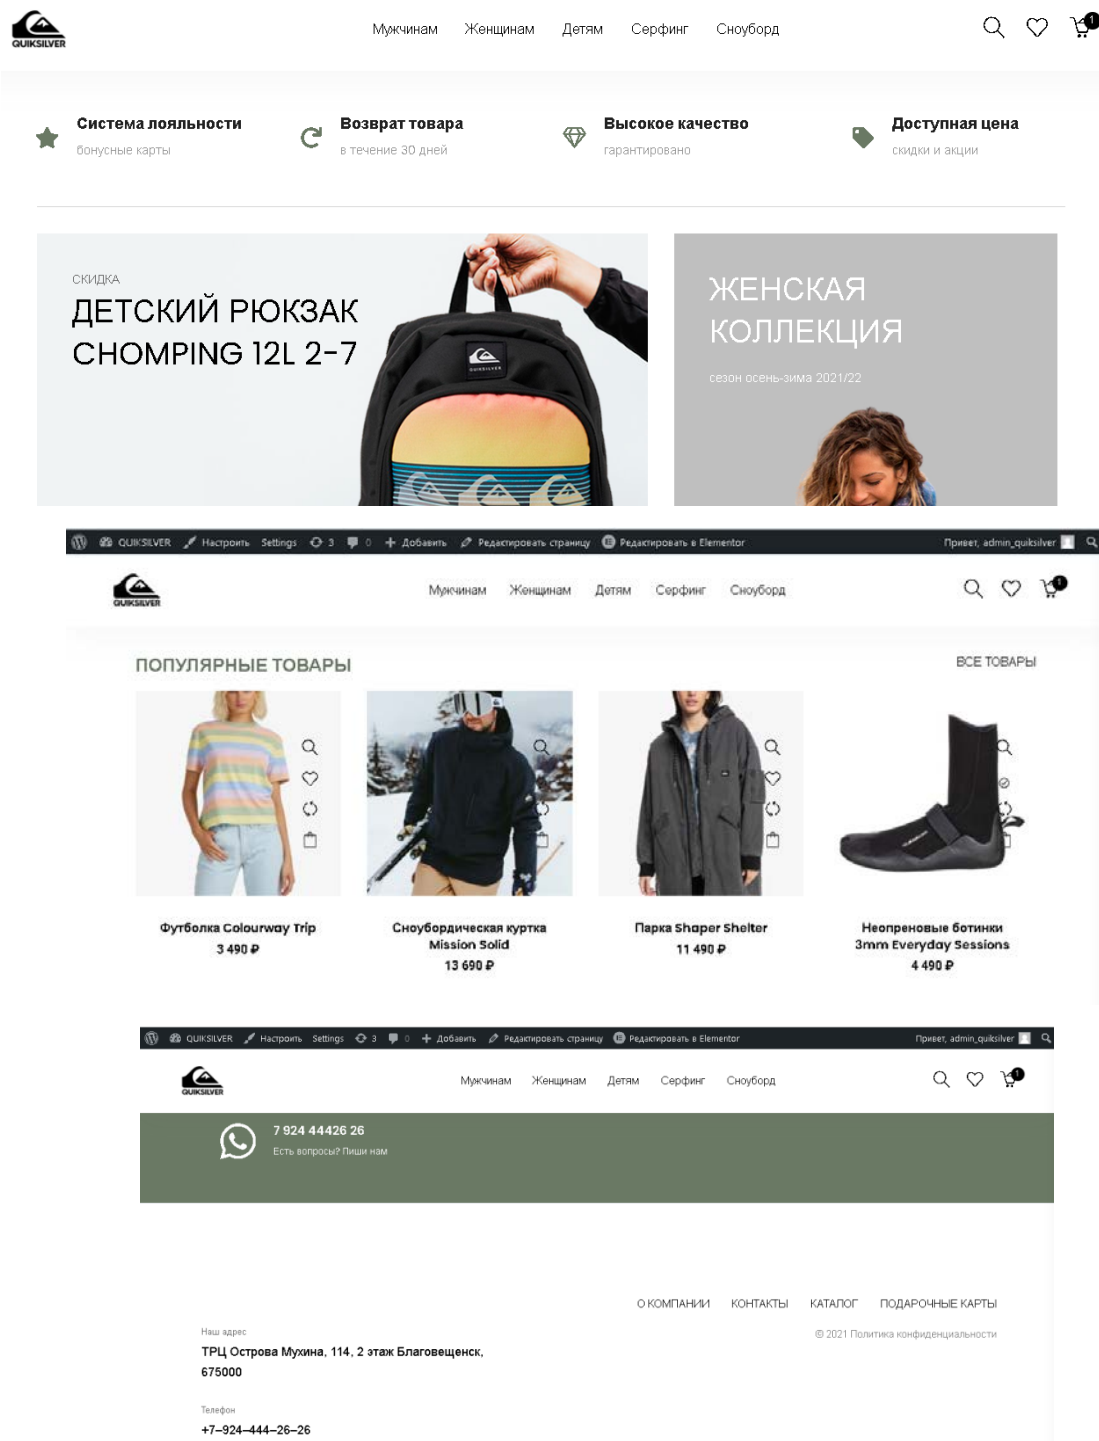 QUIKSILVER
Мужчинам Женщинам Детям Серфинг Сноуборд
1
Система лояльности
бонусные карты
Возврат товара
в течение 30 дней
Высокое качество
гарантировано
Доступная цена
скидки и акции
СКИДКА
ДЕТСКИЙ РЮКЗАК
CHOMPING 12L 2-7
QUIKSILVER
ЖЕНСКАЯ
КОЛЛЕКЦИЯ
сезон осень-зима 2021/22
QUIKSILVER Настроить Settings 3 0 Добавить Редактировать страницу Редактировать в Elementor Привет, admin_quiksilver
QUIKSILVER
Мужчинам Женщинам Детям Серфинг Сноуборд
1
ПОПУЛЯРНЫЕ ТОВАРЫ
ВСЕ ТОВАРЫ
Футболка Colourway Trip
3 490 ₽
Сноубордическая куртка
Mission Solid
13 690 ₽
Парка Shaper Shelter
11 490 ₽
Неопреновые ботинки
3mm Everyday Sessions
4 490 ₽
QUIKSILVER Настроить Settings 3 0 Добавить Редактировать страницу Редактировать в Elementor Привет, admin_quiksilver
QUIKSILVER
Мужчинам Женщинам Детям Серфинг Сноуборд
1
7 924 44426 26
Есть вопросы? Пиши нам
О КОМПАНИИ КОНТАКТЫ КАТАЛОГ ПОДАРОЧНЫЕ КАРТЫ
© 2021 Политика конфиденциальности
Наш адрес
ТРЦ Острова Мухина, 114, 2 этаж Благовещенск,
675000
Телефон
+7–924–444–26–26